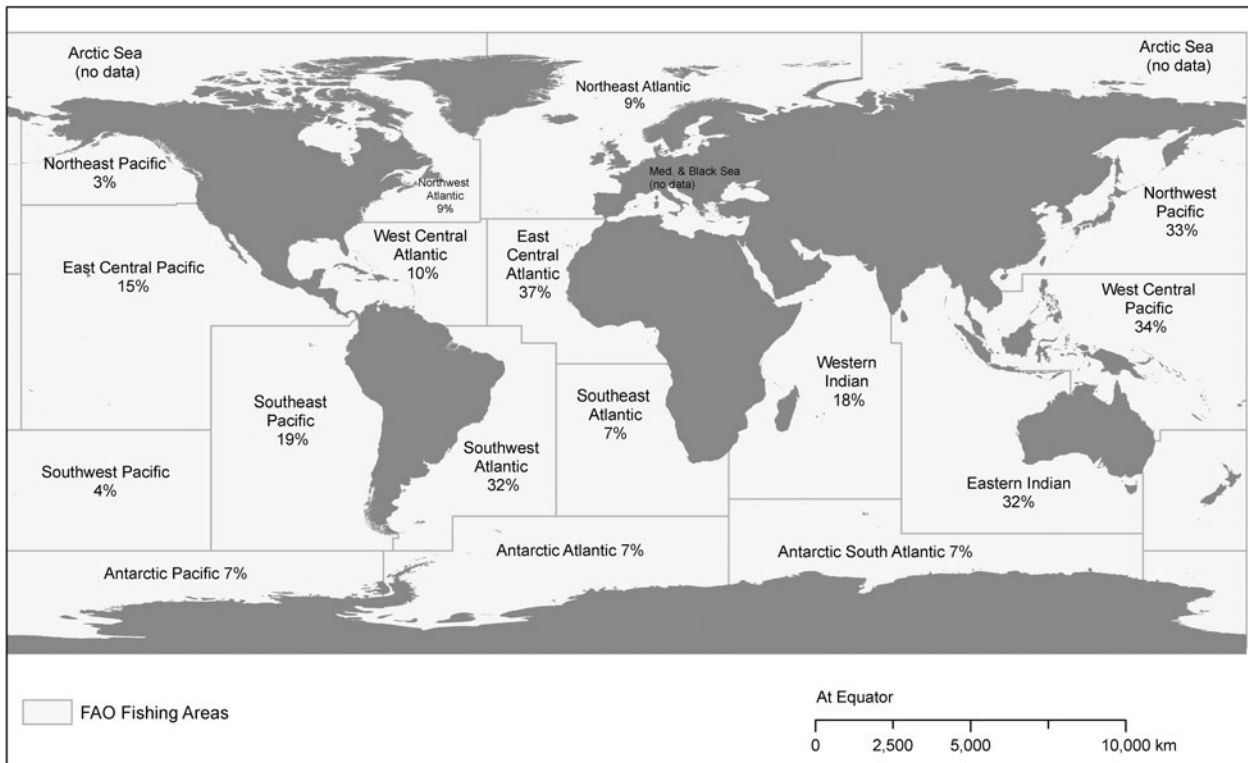 Arctic Sea
(no data)
Arctic Sea
(no data)
Northeast Atlantic
9%
Northeast Pacific
3%
Northwest
Atlantic
9%
Med. & Black Sea
(no data)
Northwest
Pacific
33%
East Central Pacific
15%
West Central
Atlantic
10%
East
Central
Atlantic
37%
West Central
Pacific
34%
Southeast
Pacific
19%
Southwest
Atlantic
32%
Southeast
Atlantic
7%
Western
Indian
18%
Southwest Pacific
4%
Eastern Indian
32%
Antarctic Pacific 7%
Antarctic Atlantic 7%
Antarctic South Atlantic 7%
FAO Fishing Areas
At Equator
0 2,500 5,000 10,000 km